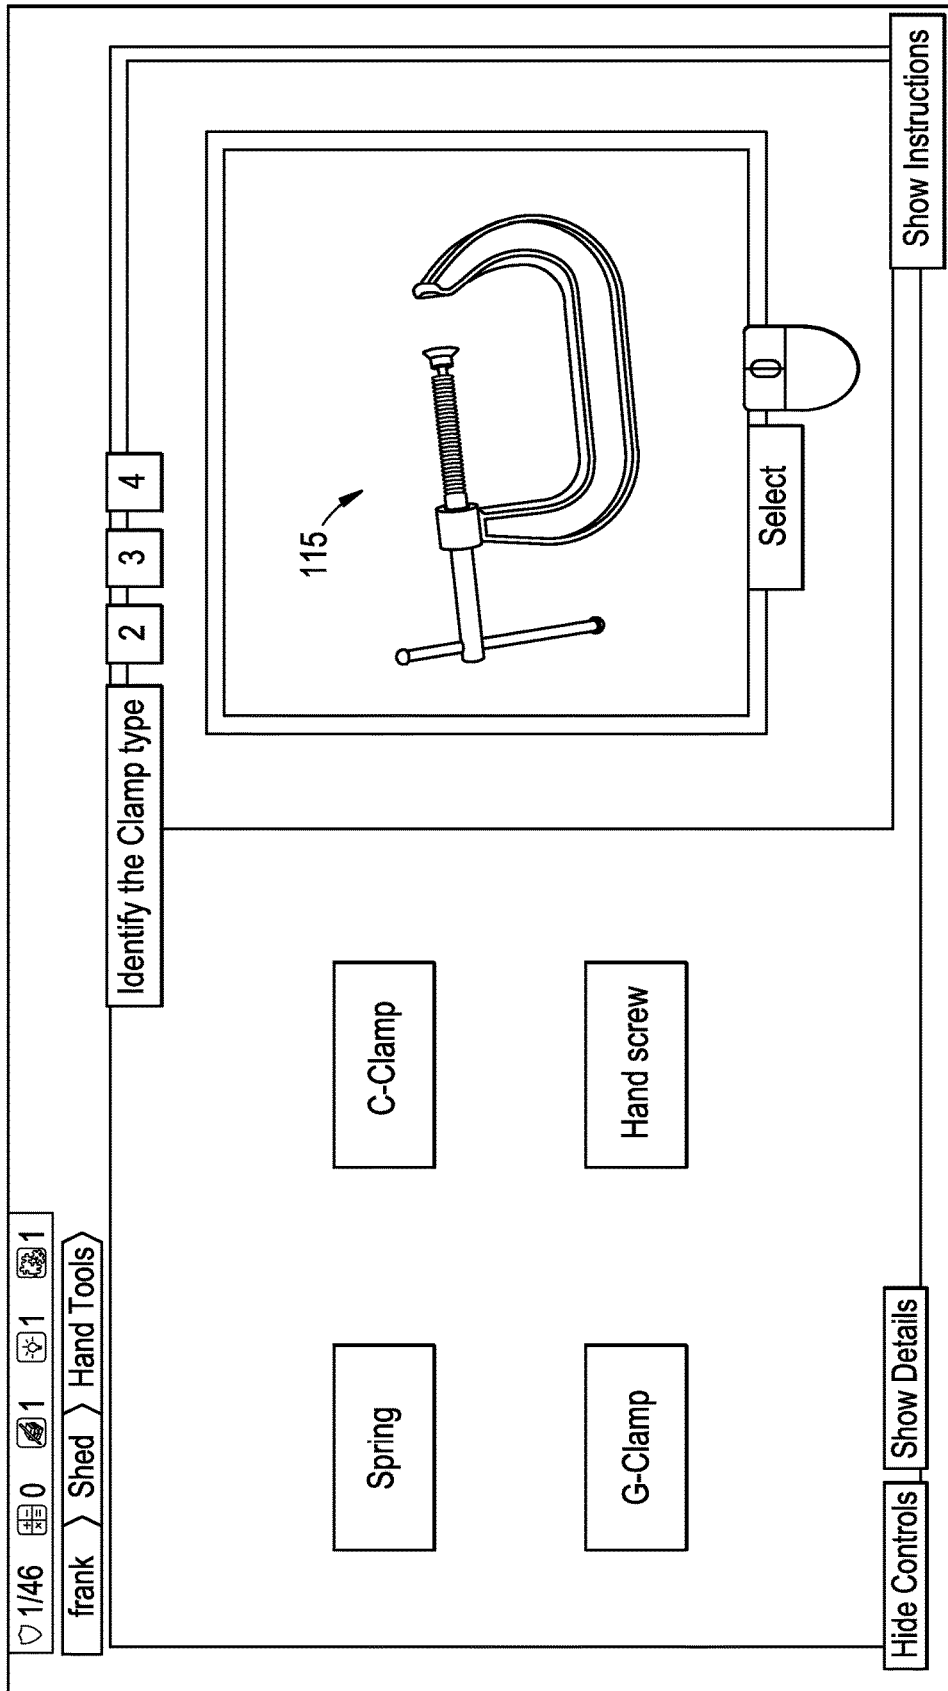 1/46 0 1 1 1
frank Shed Hand Tools
Identify the Clamp type 2 3 4
Spring C-Clamp
G-Clamp Hand screw
115
Select
Hide Controls Show Details Show Instructions